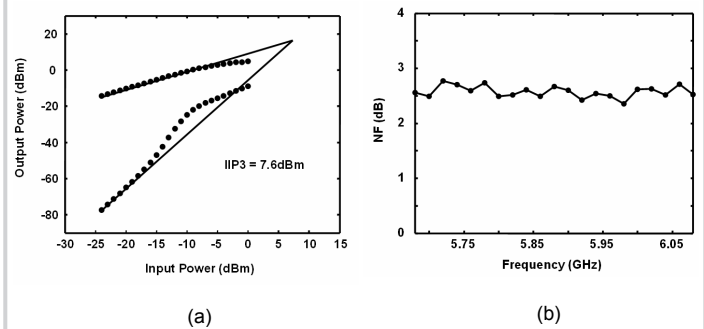 20
0
-20
-40
-60
-80
-30 -25 -20 -15 -10 -5 0 5 10 15
Output Power (dBm)
Input Power (dBm)
IIP3 = 7.6dBm
(a)
4
3
2
1
0
5.75 5.85 5.95 6.05
NF (dB)
Frequency (GHz)
(b)